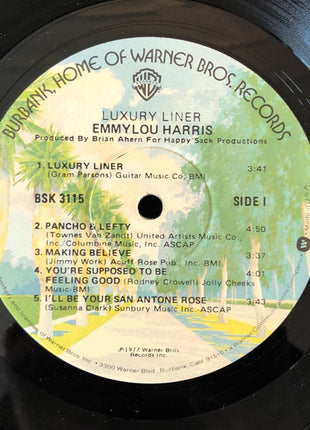 BURBANK, HOME OF WARNER BROS. RECORDS
LUXURY LINER
EMMYLOU HARRIS
Produced by Brian Ahern For Happy Sack Productions
1. LUXURY LINER 3:41
(Gram Parsons) Guitar Music Co, BMI
BSK 3115 SIDE I
2. PANCHO & LEFTY 4:50
(Townes Van Zandt) United Artists Music Co.
Inc./Columbine Music, Inc. ASCAP
3. MAKING BELIEVE 3:37
(Jimmy Work) Acuff Rose Pub., Inc. BMI
4. YOU'RE SUPPOSED TO BE 4:01
FEELING GOOD (Rodney Crowell) Jolly Cheeks
Music-BMI
5. I'LL BE YOUR SAN ANTONE ROSE 3:43
(Susanna Clark) Sunbury Music Inc. ASCAP
℗1977 Warner Bros.
Records Inc.
3300 Warner Blvd., Burbank, Calif. 91510